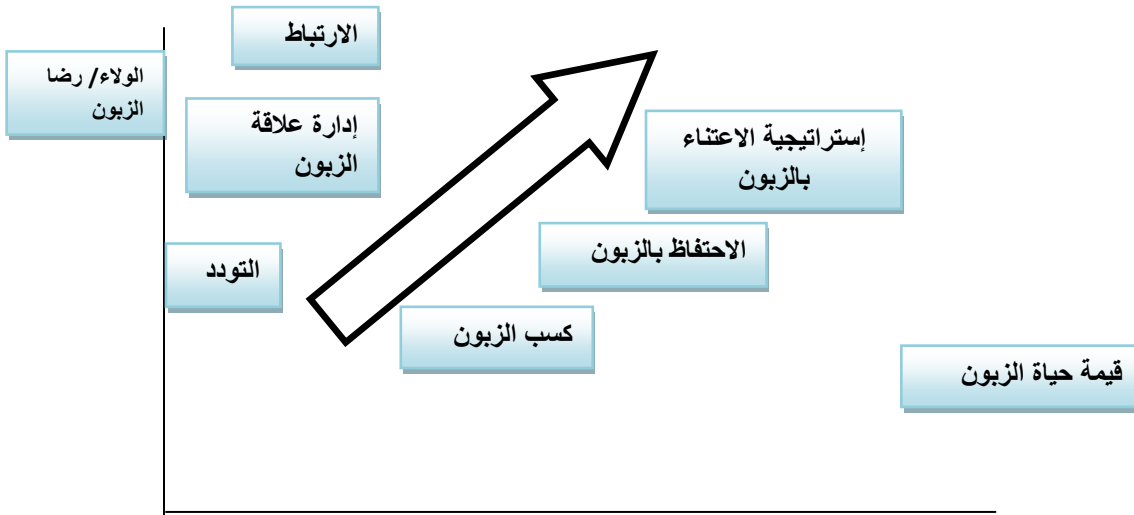 الارتباط
الولاء/ رضا
الزبون
إدارة علاقة
الزبون
إستراتيجية الاعتناء
بالزبون
الاحتفاظ بالزبون
التودد
كسب الزبون
قيمة حياة الزبون